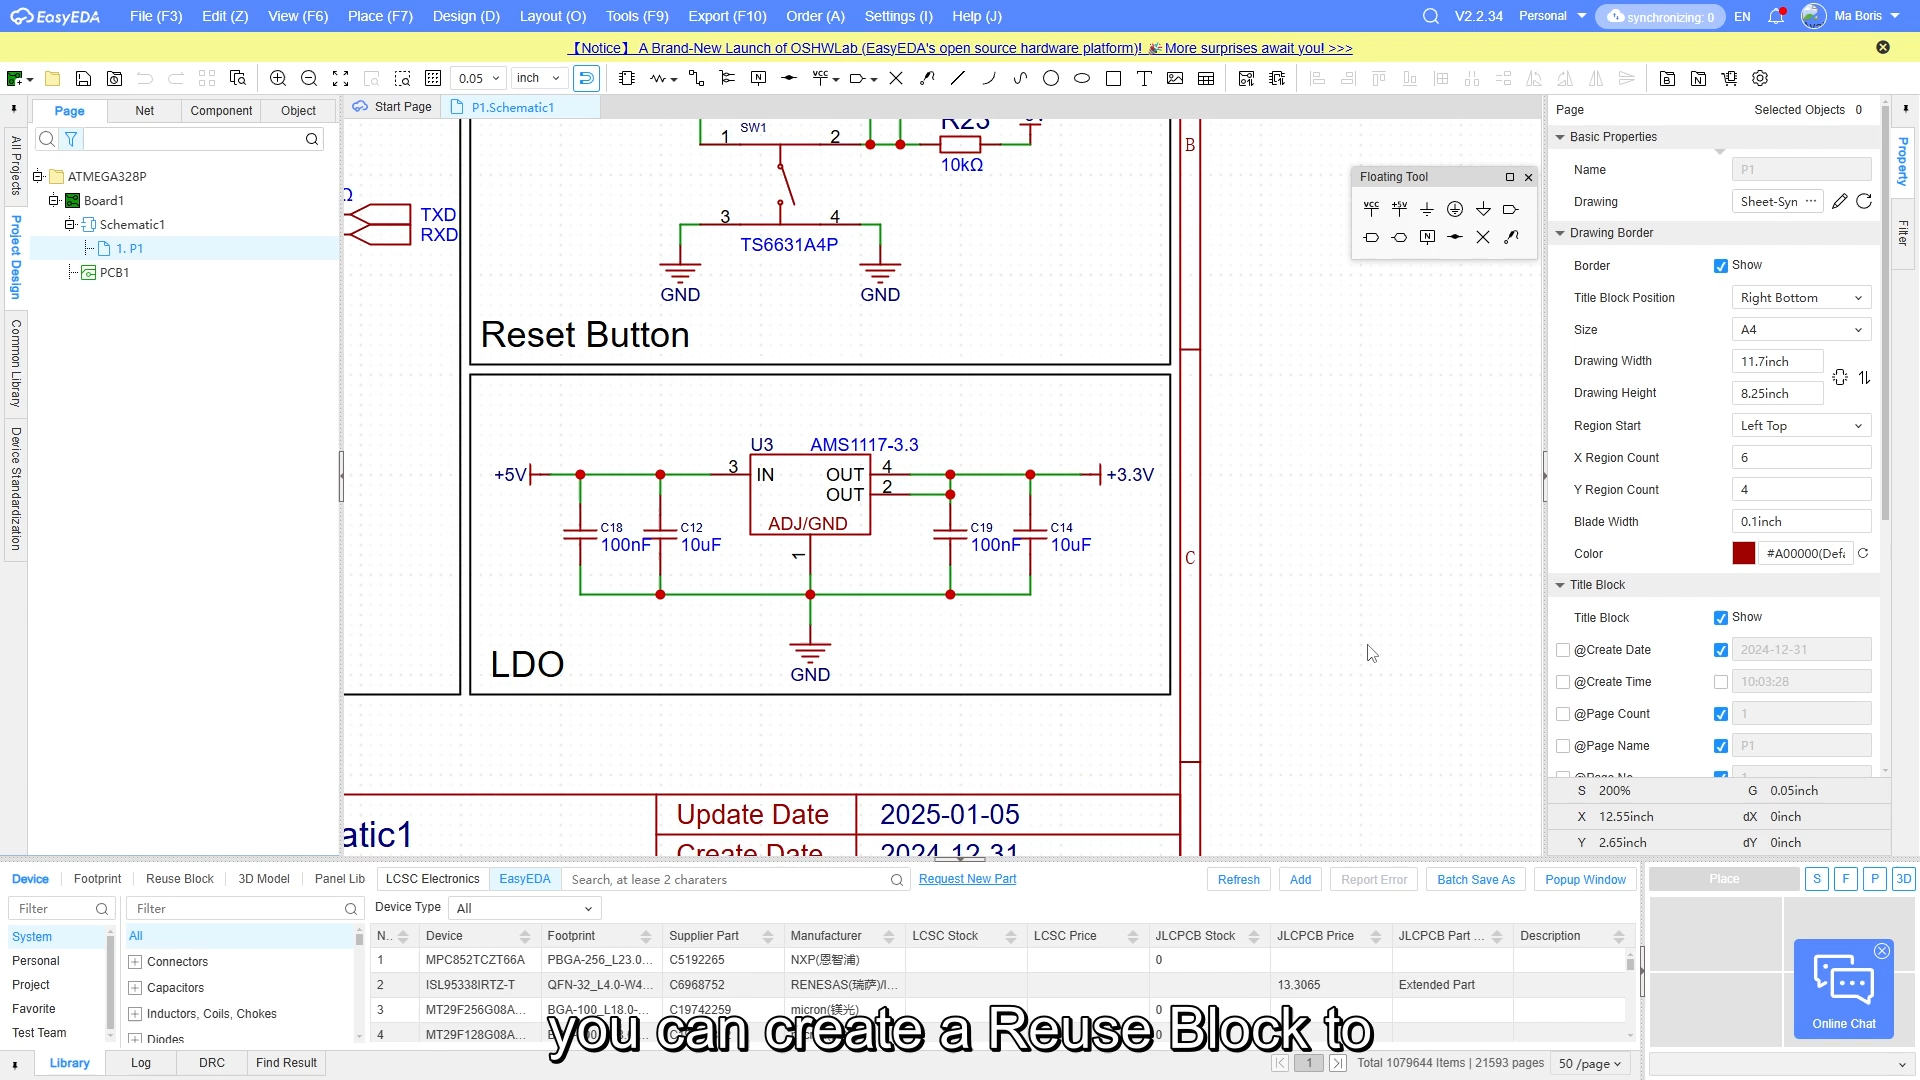 EasyEDA
File (F3) Edit (Z) View (F6) Place (F7) Design (D) Layout (O) Tools (F9) Export (F10) Order (A) Settings (I) Help (J)
V2.2.34 Personal synchronizing: 0 EN Ma Boris
【Notice】 A Brand-New Launch of OSHWLab (EasyEDA's open source hardware platform)! 🎉More surprises await you! >>>
0.05 inch
Page Net Component Object
Start Page P1.Schematic1
All Projects
Project Design
Common Library
Device Standardization
ATMEGA328P
Board1
Schematic1
1. P1
PCB1
SW1
1 2
R23
10kΩ
TXD
RXD
3 4
TS6631A4P
GND GND
Reset Button
B
U3 AMS1117-3.3
+5V 3 IN OUT 4 +3.3V
OUT 2
ADJ/GND
C18
100nF
C12
10uF
C19
100nF
C14
10uF
1
GND
LDO
C
atic1
Update Date 2025-01-05
Create Date 2024-12-31
Floating Tool
VCC +5V
N
Page Selected Objects 0
Basic Properties
Name P1
Drawing Sheet-Syn ...
Drawing Border
Border Show
Title Block Position Right Bottom
Size A4
Drawing Width 11.7inch
Drawing Height 8.25inch
Region Start Left Top
X Region Count 6
Y Region Count 4
Blade Width 0.1inch
Color #A00000(Defa
Title Block
Title Block Show
@Create Date 2024-12-31
@Create Time 10:03:28
@Page Count 1
@Page Name P1
@Page No 1
Property
Filter
S 200% G 0.05inch
X 12.55inch dX 0inch
Y 2.65inch dY 0inch
Device Footprint Reuse Block 3D Model Panel Lib LCSC Electronics EasyEDA Search, at lease 2 charaters Request New Part Refresh Add Report Error Batch Save As Popup Window Place S F P 3D
Filter Filter Device Type All
System
Personal
Project
Favorite
Test Team
All
Connectors
Capacitors
Inductors, Coils, Chokes
Diodes
N.. Device Footprint Supplier Part Manufacturer LCSC Stock LCSC Price JLCPCB Stock JLCPCB Price JLCPCB Part ... Description
1 MPC852TCZT66A PBGA-256_L23.0... C5192265 NXP(恩智浦) 0
2 ISL95338IRTZ-T QFN-32_L4.0-W4... C6968752 RENESAS(瑞萨)/I... 13.3065 Extended Part
3 MT29F256G08A... BGA-100_L18.0-... C19742259 micron(镁光) 0
4 MT29F128G08A...
you can create a Reuse Block to
Online Chat
Library Log DRC Find Result
1 Total 1079644 Items | 21593 pages 50 /page